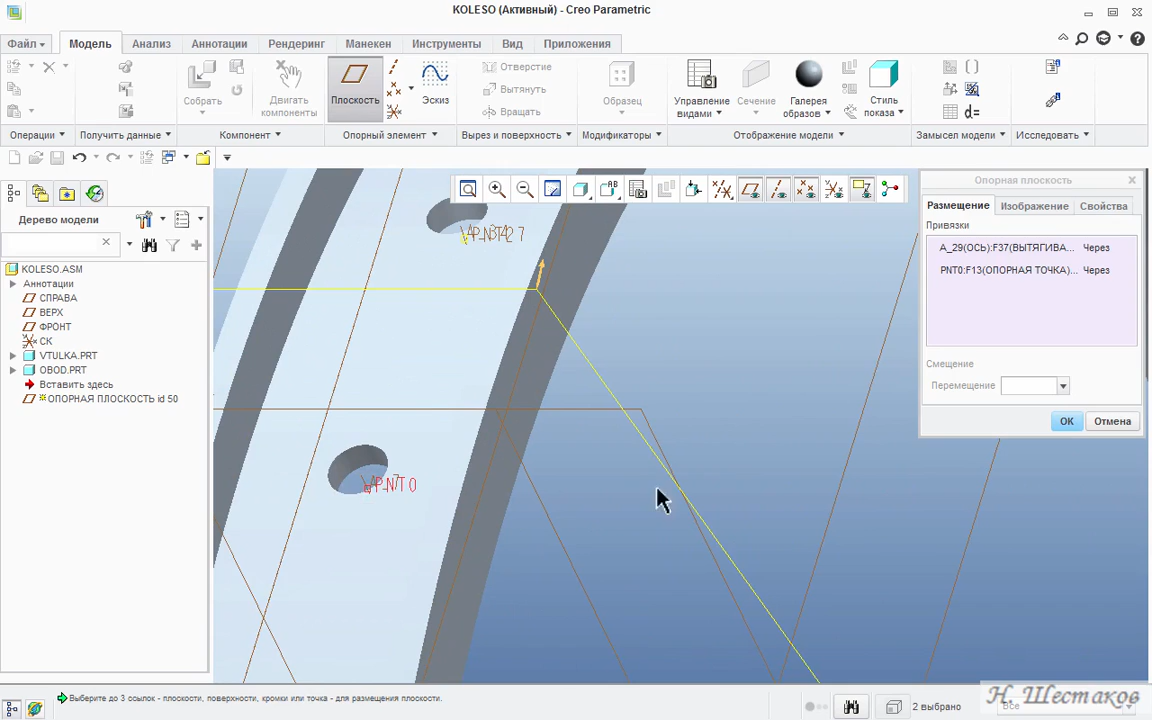 KOLESO (Активный) - Creo Parametric
Файл
Модель
Анализ
Аннотации
Рендеринг
Манекен
Инструменты
Вид
Приложения
Собрать
Двигать компоненты
Плоскость
Эскиз
Отверстие
Вытянуть
Вращать
Образец
Управление видами
Сечение
Галерея образов
Стиль показа
d=
Операции
Получить данные
Компонент
Опорный элемент
Вырез и поверхность
Модификаторы
Отображение модели
Замысел модели
Исследовать
Дерево модели
KOLESO.ASM
Аннотации
СПРАВА
ВЕРХ
ФРОНТ
СК
VTULKA.PRT
OBOD.PRT
Вставить здесь
ОПОРНАЯ ПЛОСКОСТЬ id 50
Опорная плоскость
Размещение
Изображение
Свойства
Привязки
A_29(ОСЬ):F37(ВЫТЯГИВА... Через
PNT0:F13(ОПОРНАЯ ТОЧКА)... Через
Смещение
Перемещение
ОК
Отмена
Выберите до 3 ссылок - плоскости, поверхности, кромки или точка - для размещения плоскости.
2 выбрано
Все
Н. Шестаков